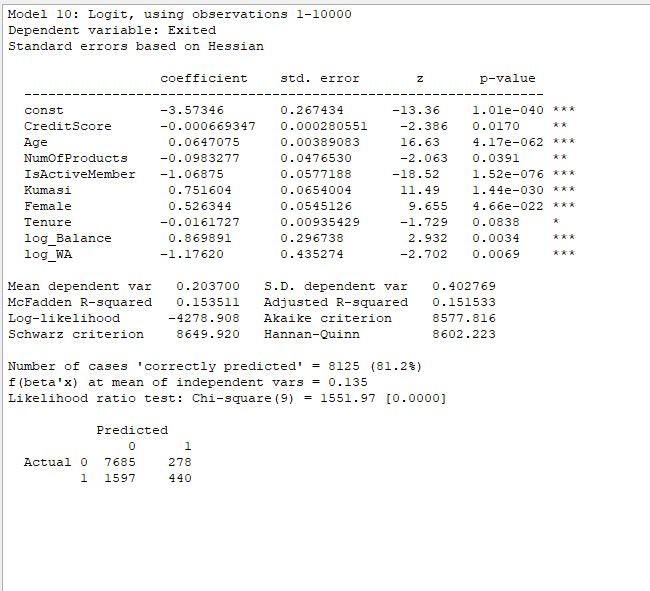 Model 10: Logit, using observations 1-10000
Dependent variable: Exited
Standard errors based on Hessian
coefficient std. error z p-value
---------------------------------------------------------------
const -3.57346 0.267434 -13.36 1.01e-040 ***
CreditScore -0.000669347 0.000280551 -2.386 0.0170 **
Age 0.0647075 0.00389083 16.63 4.17e-062 ***
NumOfProducts -0.0983277 0.0476530 -2.063 0.0391 **
IsActiveMember -1.06875 0.0577188 -18.52 1.52e-076 ***
Kumasi 0.751604 0.0654004 11.49 1.44e-030 ***
Female 0.526344 0.0545126 9.655 4.66e-022 ***
Tenure -0.0161727 0.00935429 -1.729 0.0838 *
log_Balance 0.869891 0.296738 2.932 0.0034 ***
log_WA -1.17620 0.435274 -2.702 0.0069 ***
Mean dependent var 0.203700 S.D. dependent var 0.402769
McFadden R-squared 0.153511 Adjusted R-squared 0.151533
Log-likelihood -4278.908 Akaike criterion 8577.816
Schwarz criterion 8649.920 Hannan-Quinn 8602.223
Number of cases 'correctly predicted' = 8125 (81.2%)
f(beta'x) at mean of independent vars = 0.135
Likelihood ratio test: Chi-square(9) = 1551.97 [0.0000]
Predicted
0 1
Actual 0 7685 278
1 1597 440